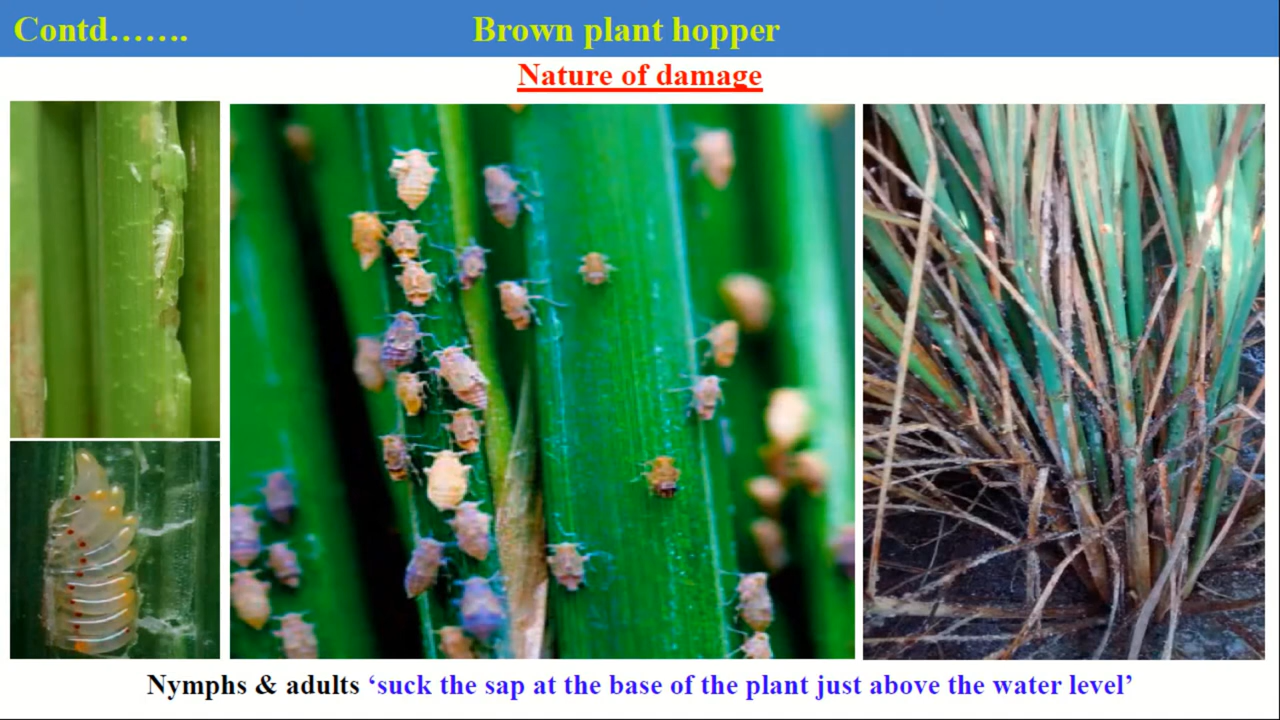 Contd…….
Brown plant hopper
Nature of damage
Nymphs & adults ‘suck the sap at the base of the plant just above the water level’